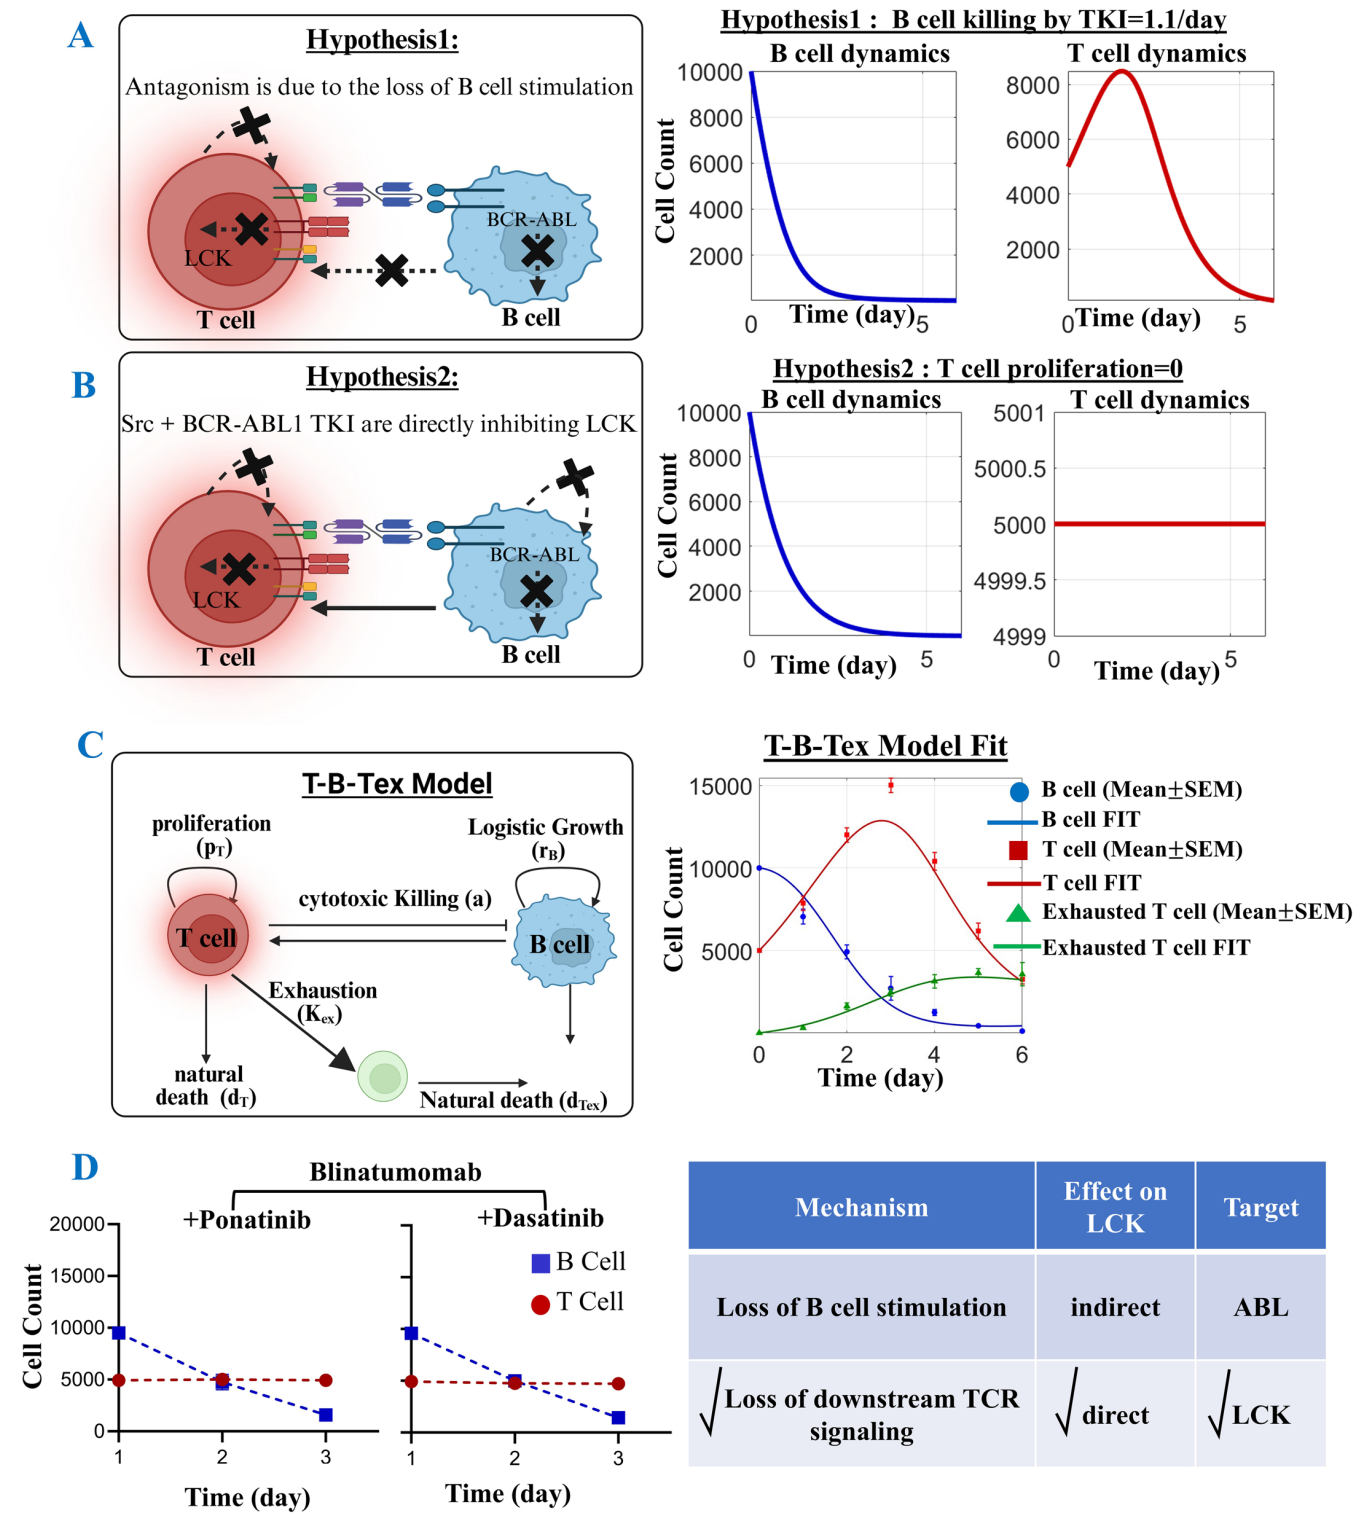 A
Hypothesis1:
Antagonism is due to the loss of B cell stimulation
LCK
T cell
BCR-ABL
B cell
Hypothesis1 : B cell killing by TKI=1.1/day
B cell dynamics
Cell Count
10000
8000
6000
4000
2000
0
5
Time (day)
T cell dynamics
8000
6000
4000
2000
0
5
Time (day)
B
Hypothesis2:
Src + BCR-ABL1 TKI are directly inhibiting LCK
LCK
T cell
BCR-ABL
B cell
Hypothesis2 : T cell proliferation=0
B cell dynamics
Cell Count
10000
8000
6000
4000
2000
0
5
Time (day)
T cell dynamics
5001
5000.5
5000
4999.5
4999
0
5
Time (day)
C
T-B-Tex Model
proliferation
(pT)
Logistic Growth
(rB)
cytotoxic Killing (a)
T cell
B cell
Exhaustion
(Kex)
natural
death (dT)
Natural death (dTex)
T-B-Tex Model Fit
Cell Count
15000
10000
5000
0
2
4
6
Time (day)
B cell (Mean±SEM)
B cell FIT
T cell (Mean±SEM)
T cell FIT
Exhausted T cell (Mean±SEM)
Exhausted T cell FIT
D
Blinatumomab
+Ponatinib
+Dasatinib
Cell Count
20000
15000
10000
5000
0
1
2
3
Time (day)
B Cell
T Cell
1
2
3
Time (day)
Mechanism
Effect on
LCK
Target
Loss of B cell stimulation
indirect
ABL
√ Loss of downstream TCR
signaling
√ direct
√ LCK